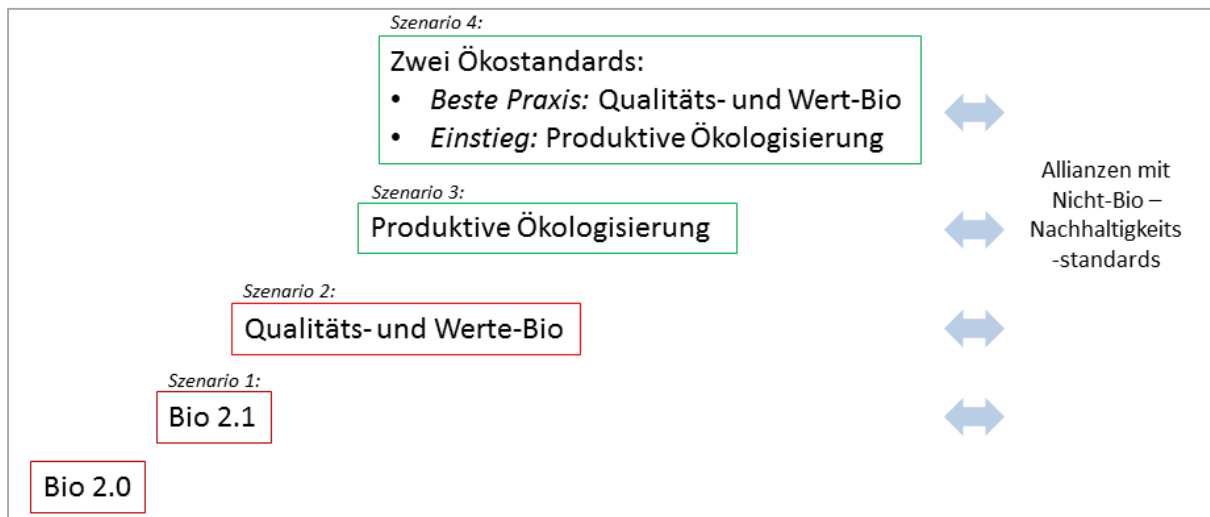 Szenario 4:
Zwei Ökostandards:
• Beste Praxis: Qualitäts- und Wert-Bio
• Einstieg: Produktive Ökologisierung
Szenario 3:
Produktive Ökologisierung
Szenario 2:
Qualitäts- und Werte-Bio
Szenario 1:
Bio 2.1
Bio 2.0
Allianzen mit
Nicht-Bio –
Nachhaltigkeits
-standards